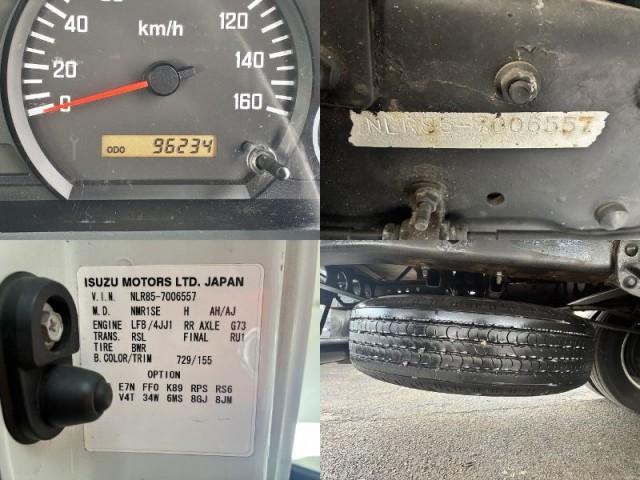 40
20
0
60
km/h
120
140
160
ODO 96234
NLR85-7006557
ISUZU MOTORS LTD. JAPAN
V.I.N. NLR85-7006557
M.D. NMR1SE H AH/AJ
ENGINE LFB/4JJ1 RR AXLE G73
TRANS. RSL FINAL RU1
TIRE BWR
B.COLOR/TRIM 729/155
OPTION
E7N FFO K89 RPS RS6
V4T 34W 6MS 8GJ 8JM